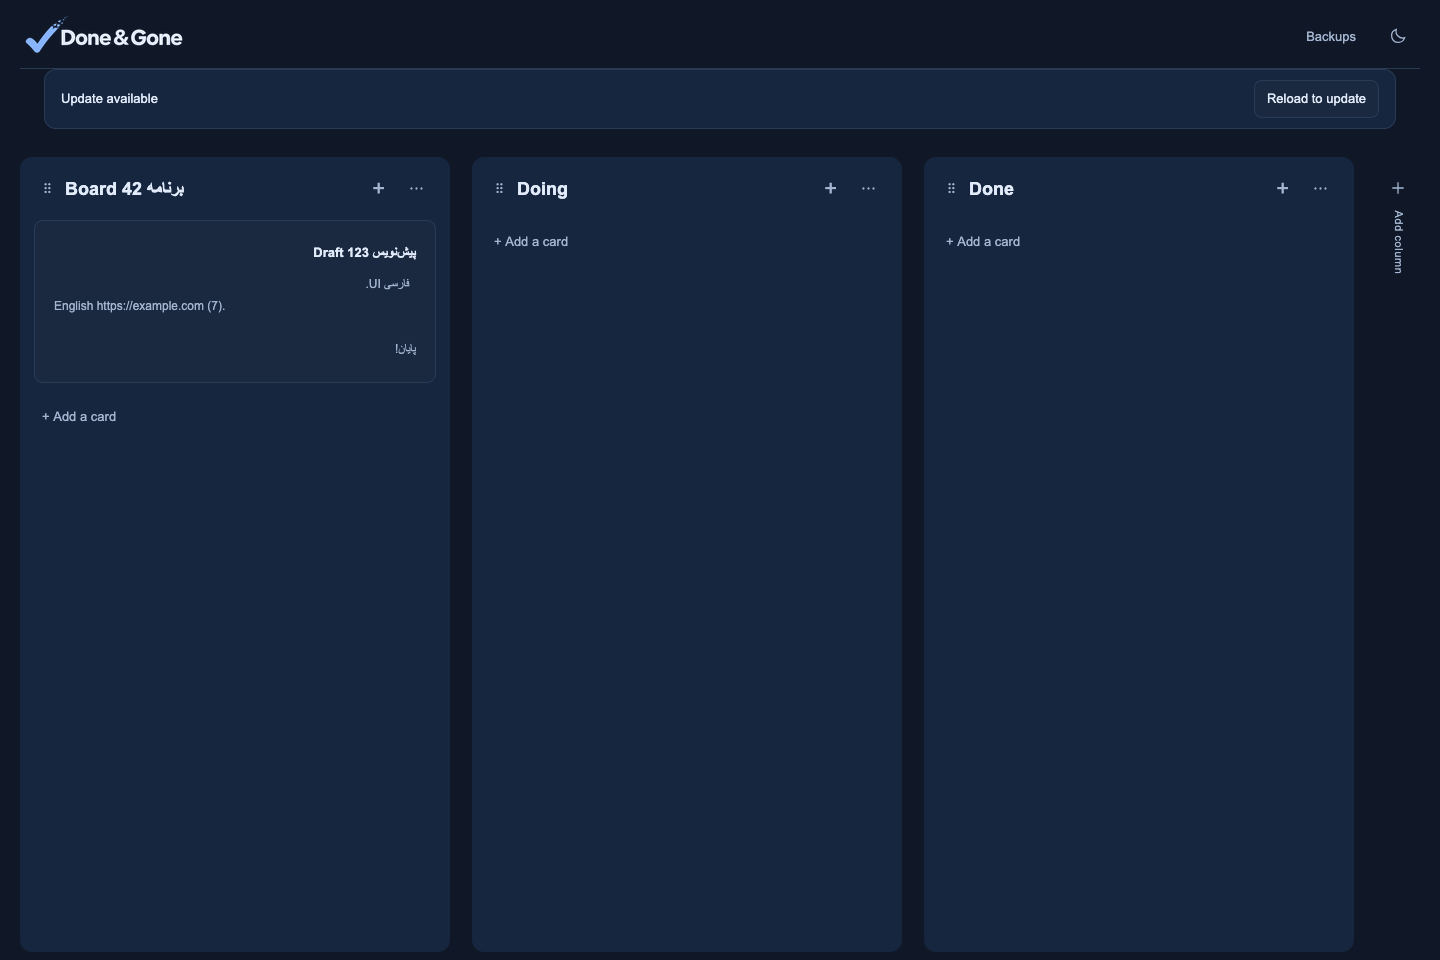 Done & Gone
Backups
Update available
Reload to update
برنامه Board 42
پیش‌نویس Draft 123
فارسی UI.
English https://example.com (7).
پایان!
+ Add a card
Doing
+ Add a card
Done
+ Add a card
Add column